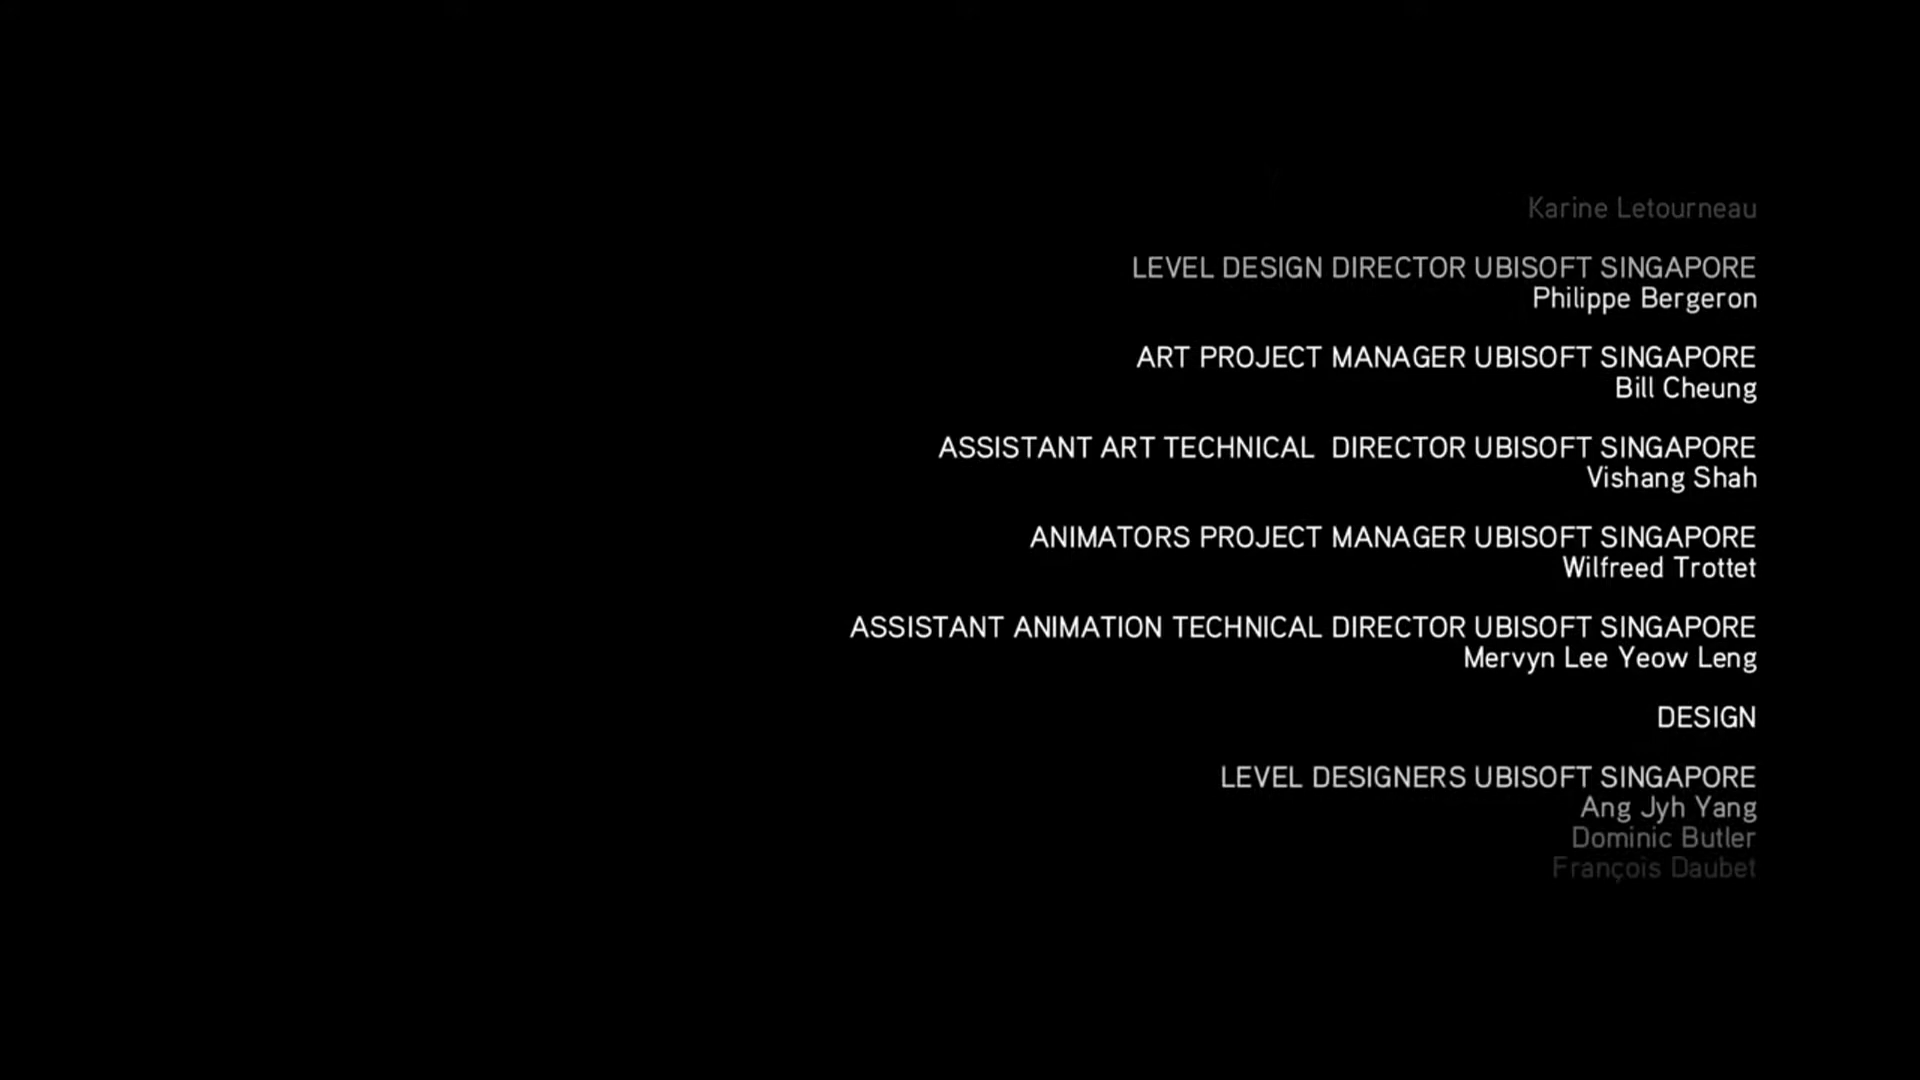 Karine Letourneau
LEVEL DESIGN DIRECTOR UBISOFT SINGAPORE
Philippe Bergeron
ART PROJECT MANAGER UBISOFT SINGAPORE
Bill Cheung
ASSISTANT ART TECHNICAL  DIRECTOR UBISOFT SINGAPORE
Vishang Shah
ANIMATORS PROJECT MANAGER UBISOFT SINGAPORE
Wilfreed Trottet
ASSISTANT ANIMATION TECHNICAL DIRECTOR UBISOFT SINGAPORE
Mervyn Lee Yeow Leng
DESIGN
LEVEL DESIGNERS UBISOFT SINGAPORE
Ang Jyh Yang
Dominic Butler
François Daubet